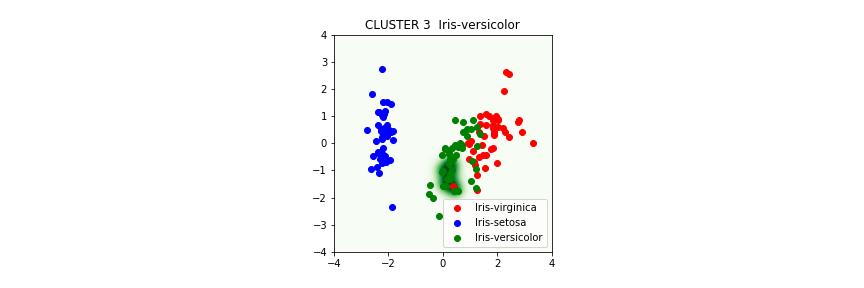 CLUSTER 3 Iris-versicolor
4
3
2
1
0
−1
−2
−3
−4
Iris-virginica
Iris-setosa
Iris-versicolor
−4 −2 0 2 4